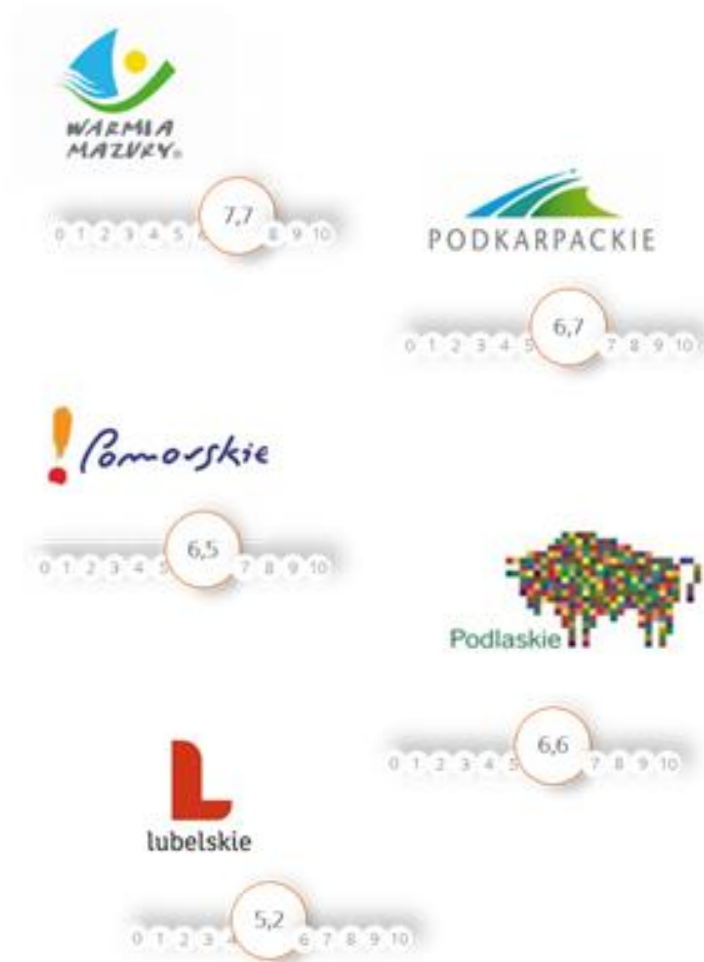 WARMIA
MAZURY®
7,7
0 1 2 3 4 5 6 8 9 10
PODKARPACKIE
6,7
0 1 2 3 4 5 7 8 9 10
! Pomorskie
6,5
0 1 2 3 4 5 7 8 9 10
Podlaskie
6,6
0 1 2 3 4 5 7 8 9 10
lubelskie
5,2
0 1 2 3 4 6 7 8 9 10